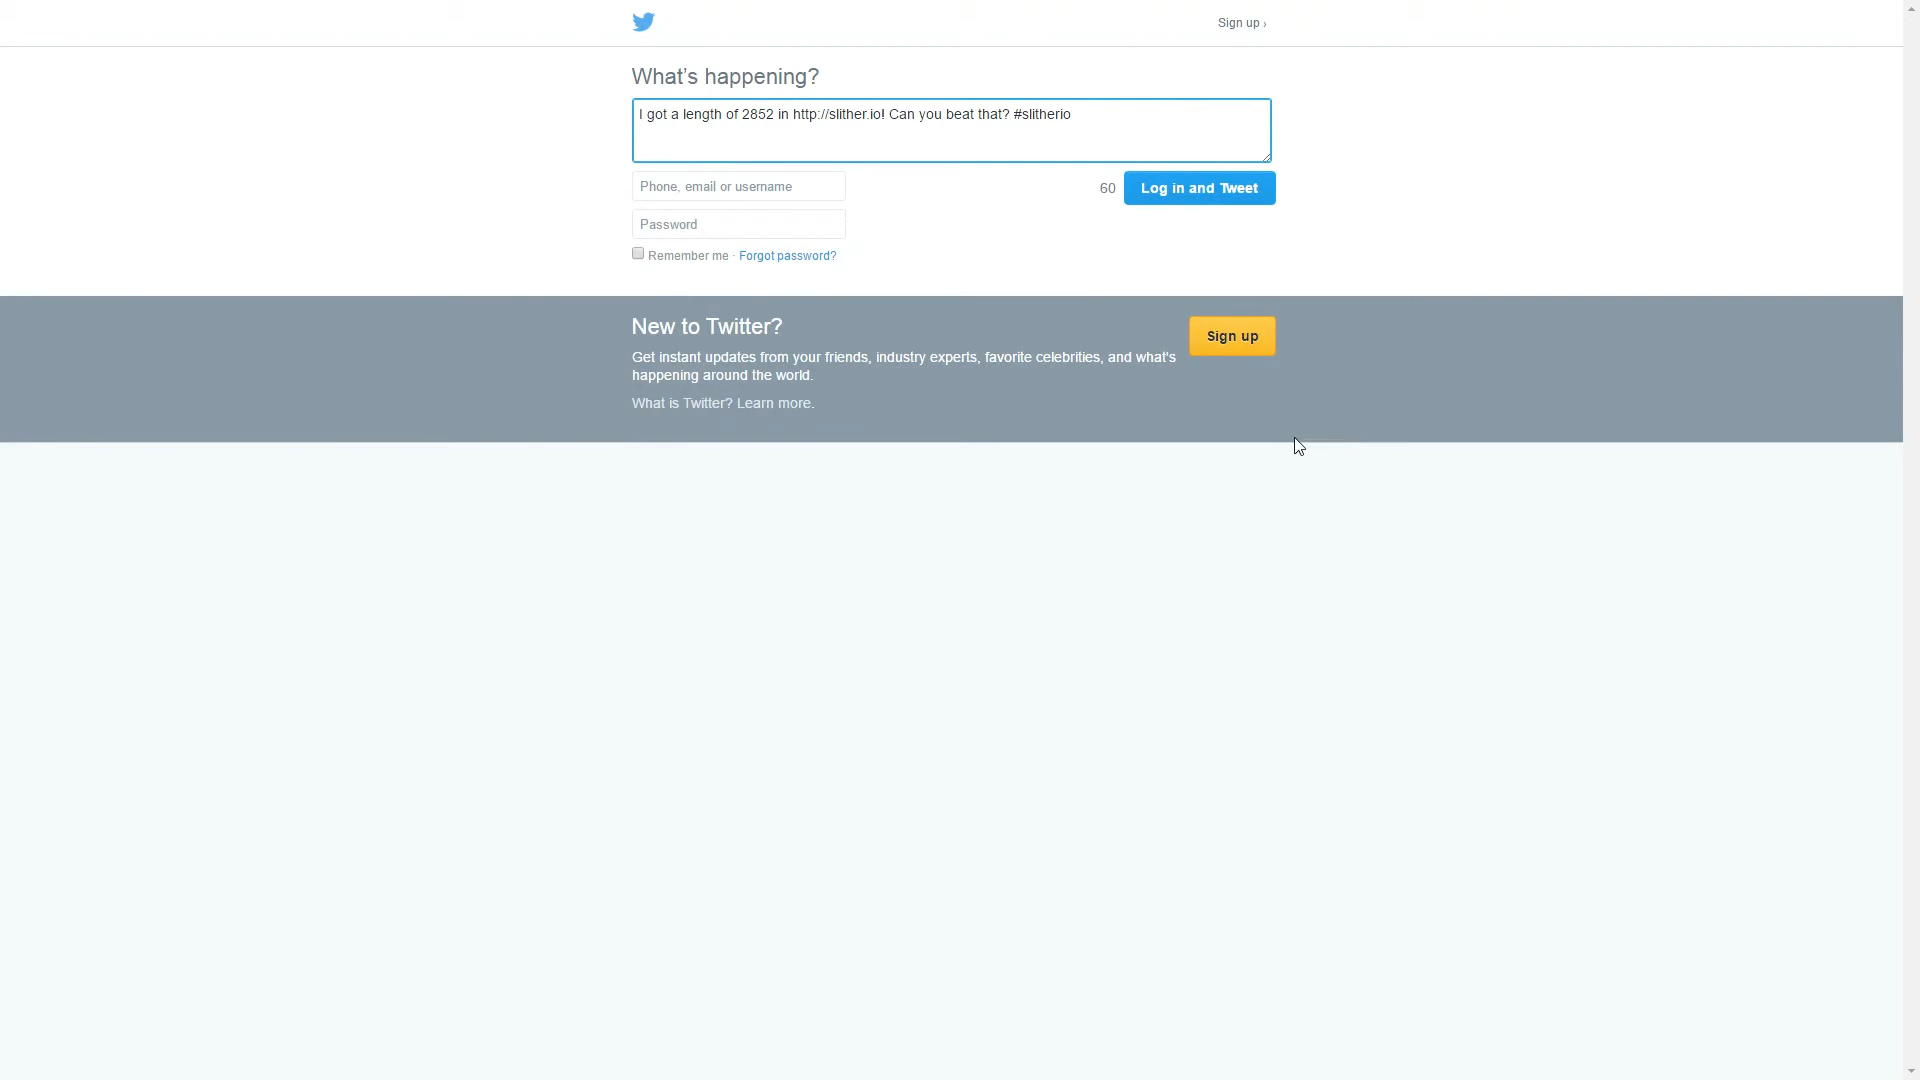 Sign up ›
What's happening?
I got a length of 2852 in http://slither.io! Can you beat that? #slitherio
Phone, email or username
60
Log in and Tweet
Password
Remember me · Forgot password?
New to Twitter?
Sign up
Get instant updates from your friends, industry experts, favorite celebrities, and what's
happening around the world.
What is Twitter? Learn more.